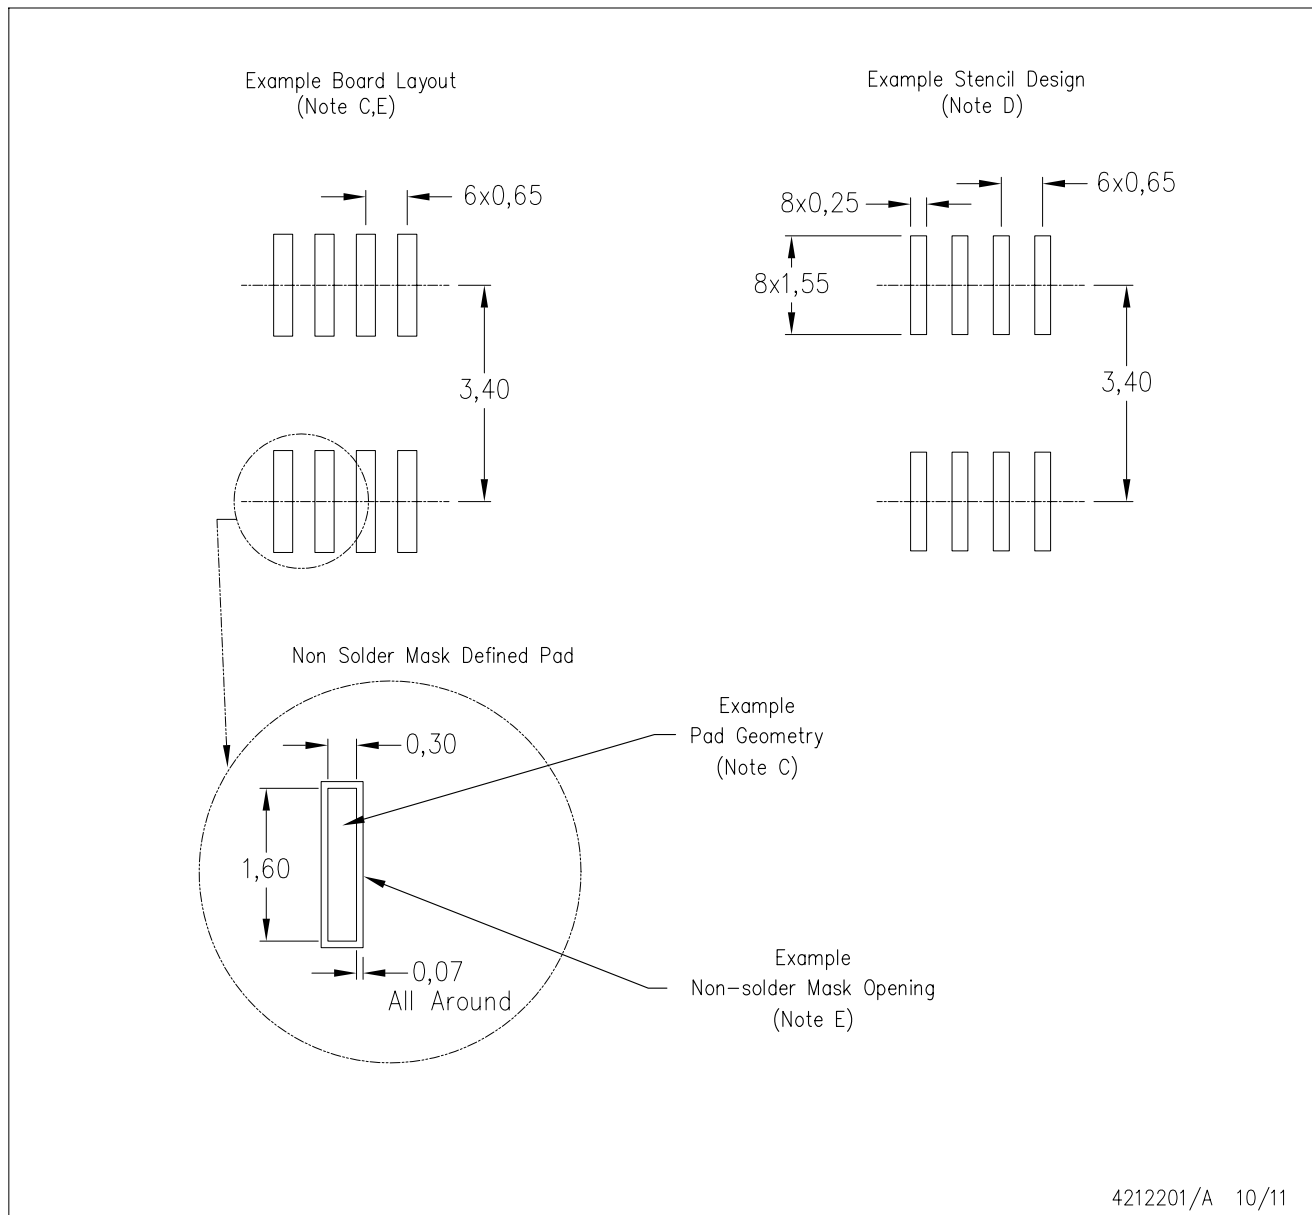 Example Board Layout
(Note C,E)
6x0,65
3,40
Example Stencil Design
(Note D)
6x0,65
8x0,25
8x1,55
3,40
Non Solder Mask Defined Pad
0,30
1,60
0,07
All Around
Example
Pad Geometry
(Note C)
Example
Non-solder Mask Opening
(Note E)
4212201/A 10/11